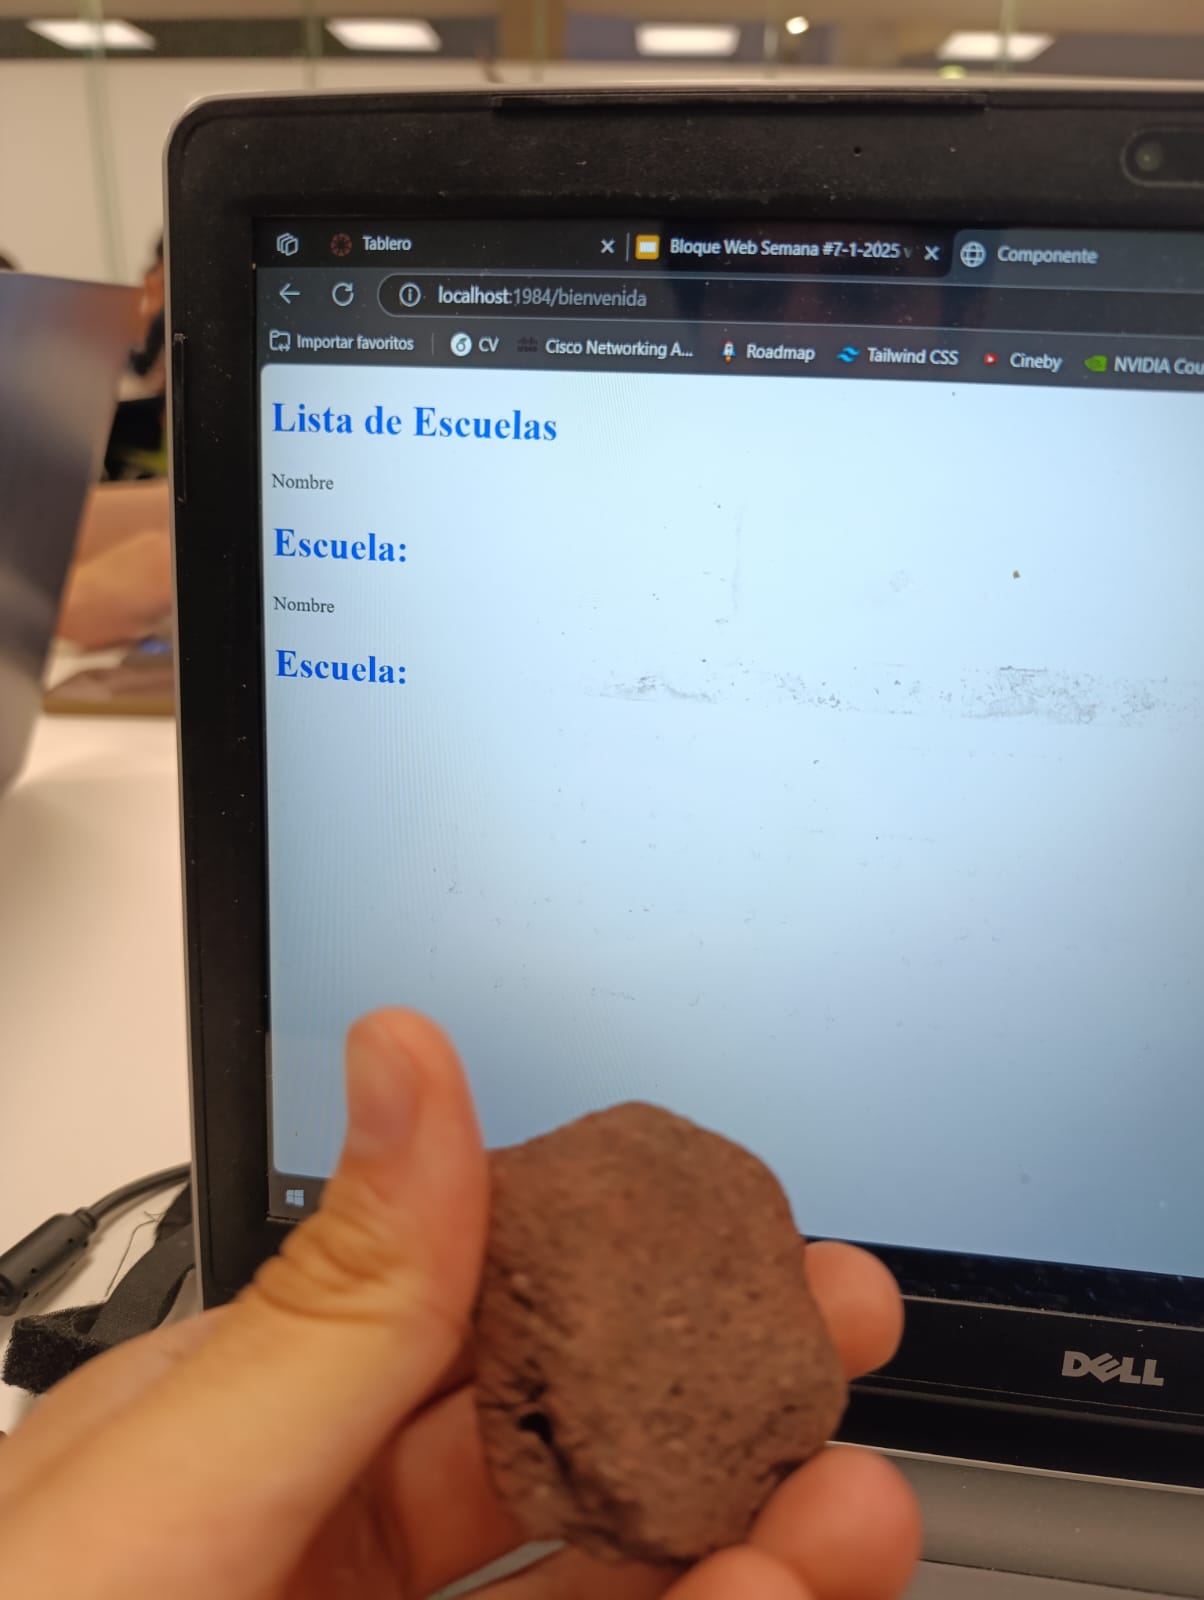 Tablero
Bloque Web Semana #7-1-2025 v
Componente
localhost:1984/bienvenida
Importar favoritos
CV
Cisco Networking A...
Roadmap
Tailwind CSS
Cineby
NVIDIA Cou
Lista de Escuelas
Nombre
Escuela:
Nombre
Escuela:
DELL